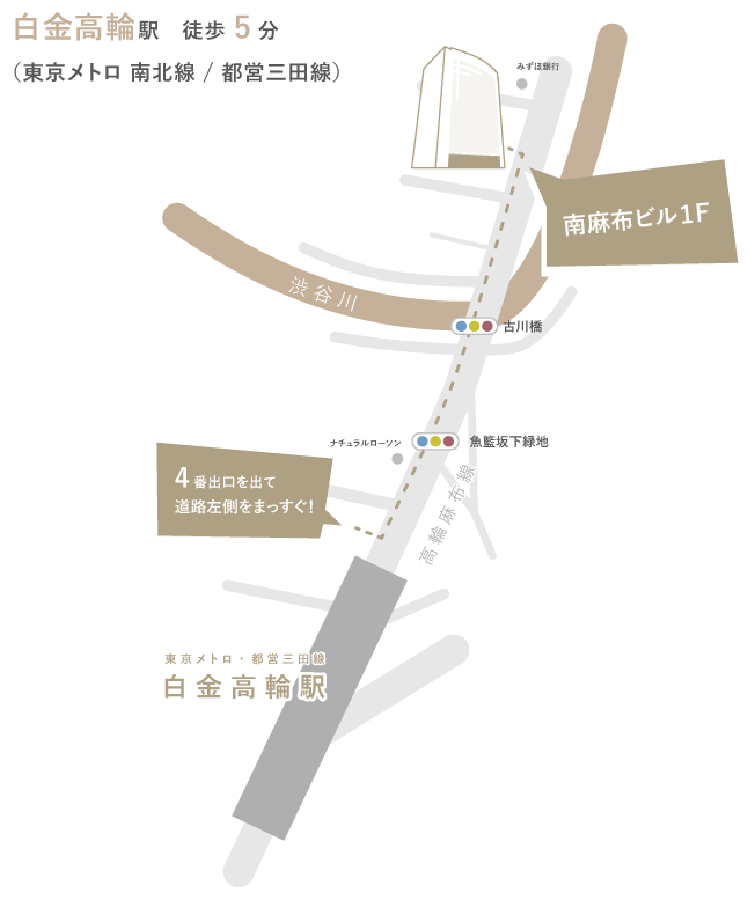 白金高輪駅 徒歩 5 分
（東京メトロ 南北線 / 都営三田線）
みずほ銀行
南麻布ビル1F
渋谷川
古川橋
ナチュラルローソン
魚籃坂下緑地
4番出口を出て
道路左側をまっすぐ！
高輪麻布線
東京メトロ・都営三田線
白金高輪駅